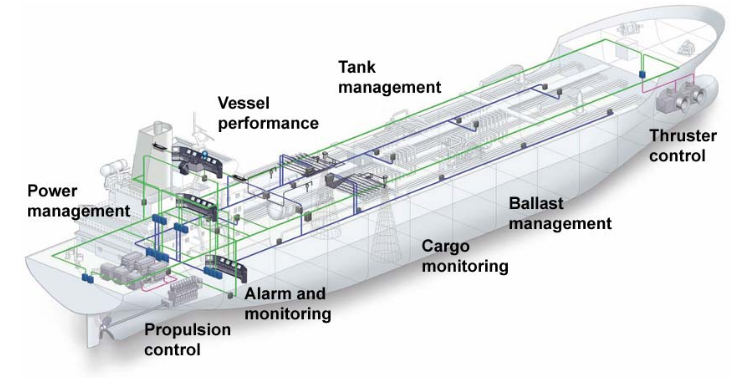 Tank
management
Vessel
performance
Thruster
control
Power
management
Ballast
management
Cargo
monitoring
Alarm and
monitoring
Propulsion
control